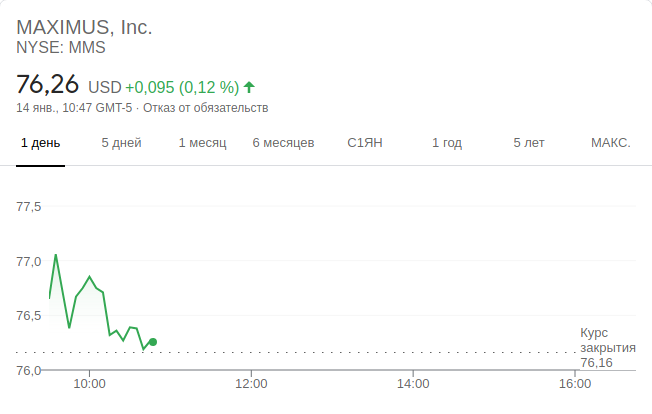 MAXIMUS, Inc.
NYSE: MMS
76,26 USD +0,095 (0,12 %)
14 янв., 10:47 GMT-5 · Отказ от обязательств
1 день 5 дней 1 месяц 6 месяцев С1ЯН 1 год 5 лет МАКС.
77,5
77,0
76,5
76,0
Курс
закрытия
76,16
10:00 12:00 14:00 16:00